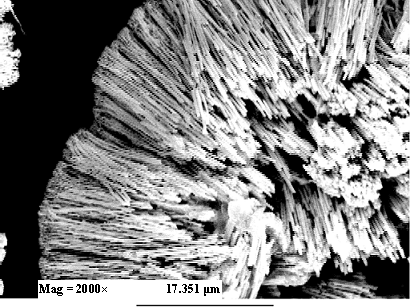 Mag = 2000× 17.351 µm